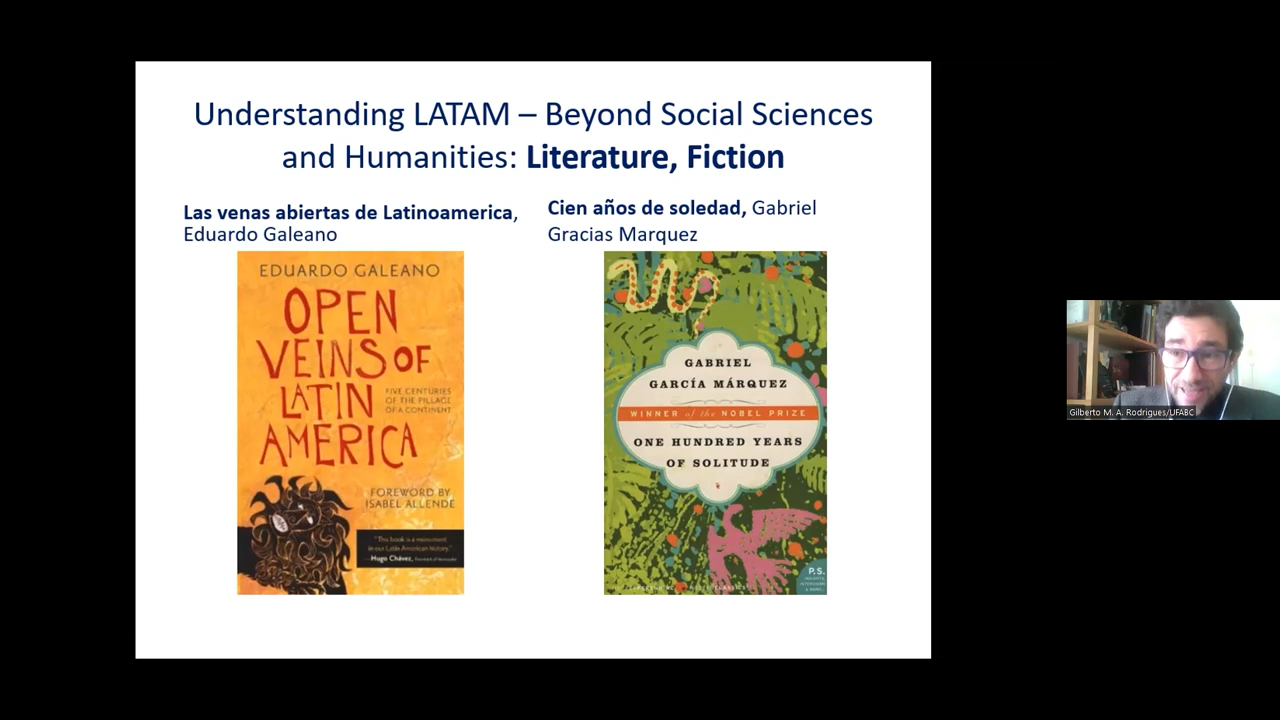 Understanding LATAM – Beyond Social Sciences
and Humanities: Literature, Fiction
Las venas abiertas de Latinoamerica,
Eduardo Galeano
Cien años de soledad, Gabriel
Gracias Marquez
EDUARDO GALEANO
OPEN
VEINS OF
LATIN
AMERICA
FIVE CENTURIES
OF THE PILLAGE
OF A CONTINENT
FOREWORD BY
ISABEL ALLENDE
"This book is a monument
in our Latin American history."
Hugo Chávez,
GABRIEL
GARCÍA MÁRQUEZ
WINNER of the NOBEL PRIZE
ONE HUNDRED YEARS
OF SOLITUDE
P.S.
Gilberto M. A. Rodrigues/UFABC